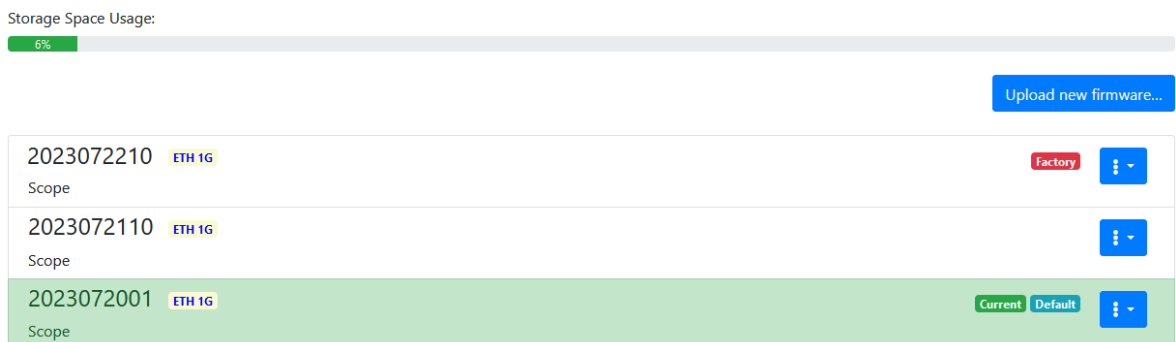 Storage Space Usage:
6%
Upload new firmware...
2023072210 ETH 1G Factory
Scope
2023072110 ETH 1G
Scope
2023072001 ETH 1G Current Default
Scope